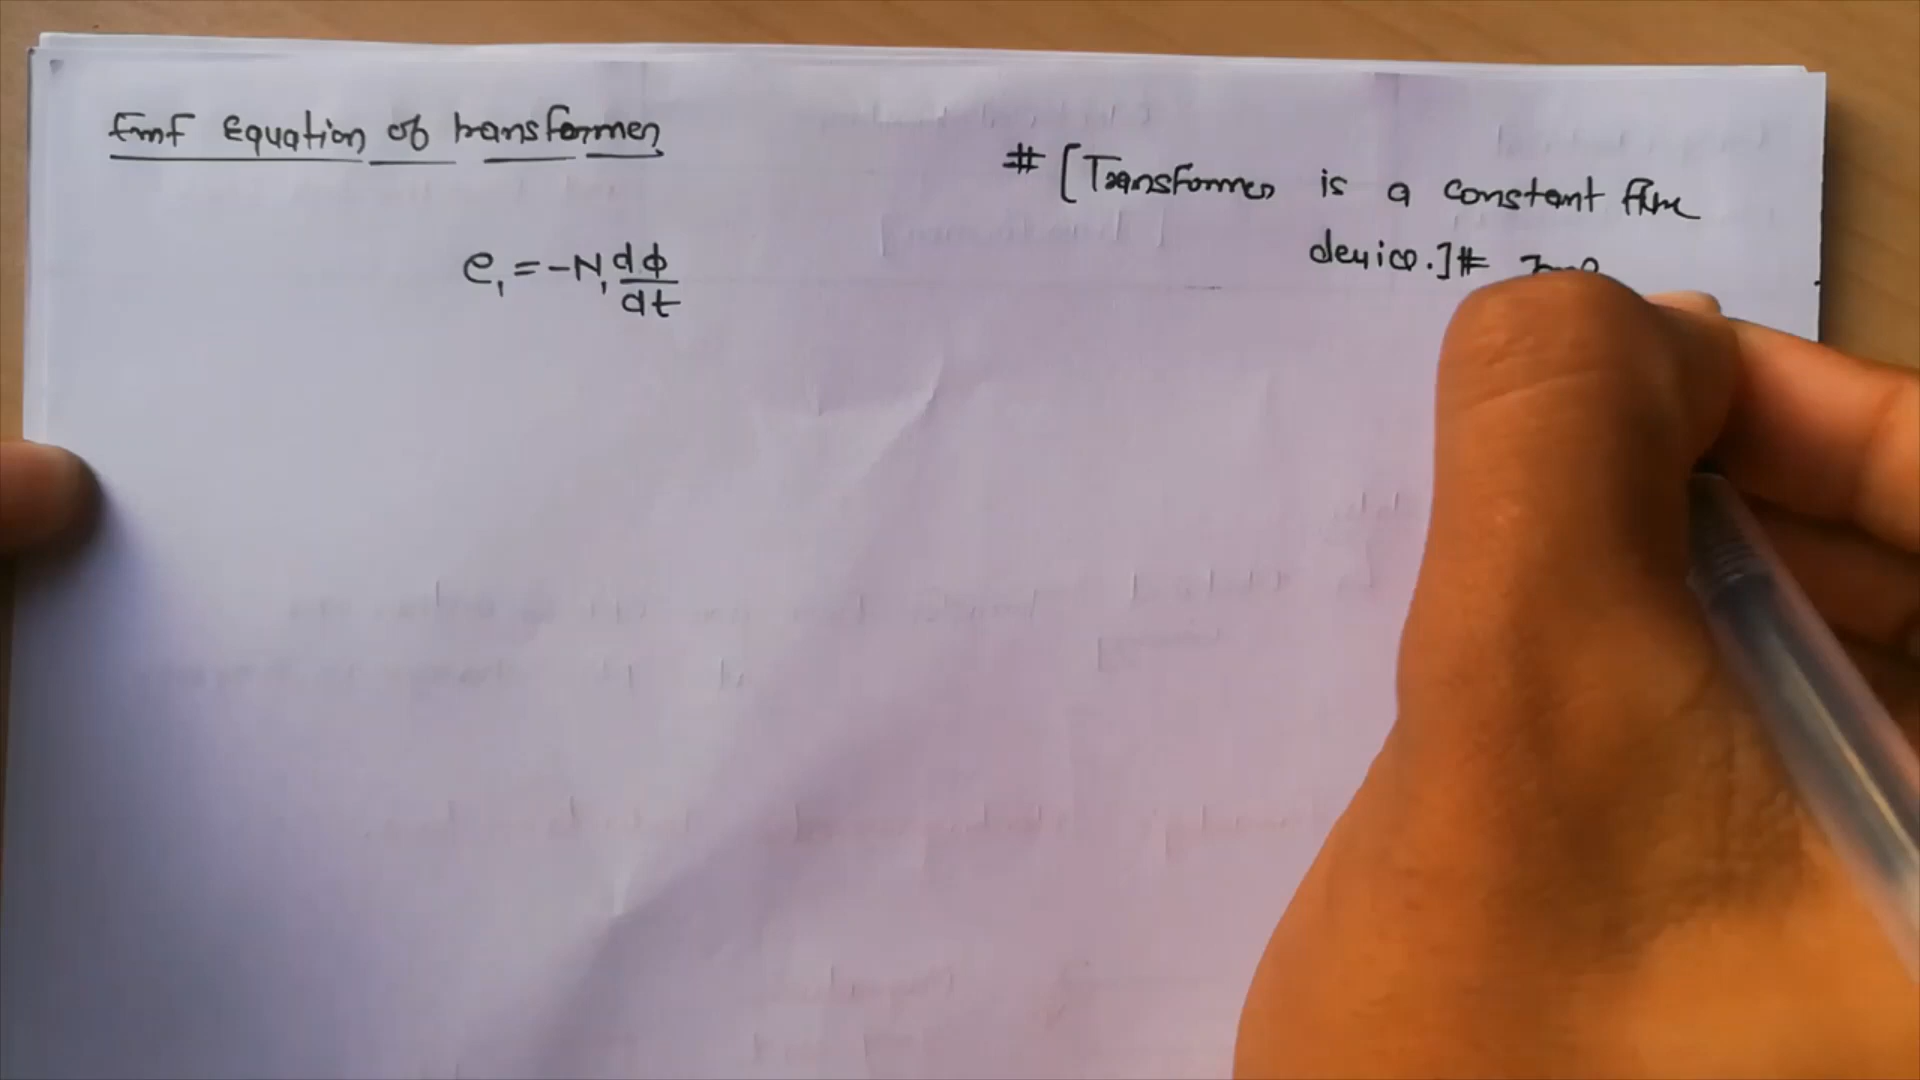 Emf Equation of transformer
# [Transformer is a constant flux
device.]#
e₁ = -N₁ dϕ/dt